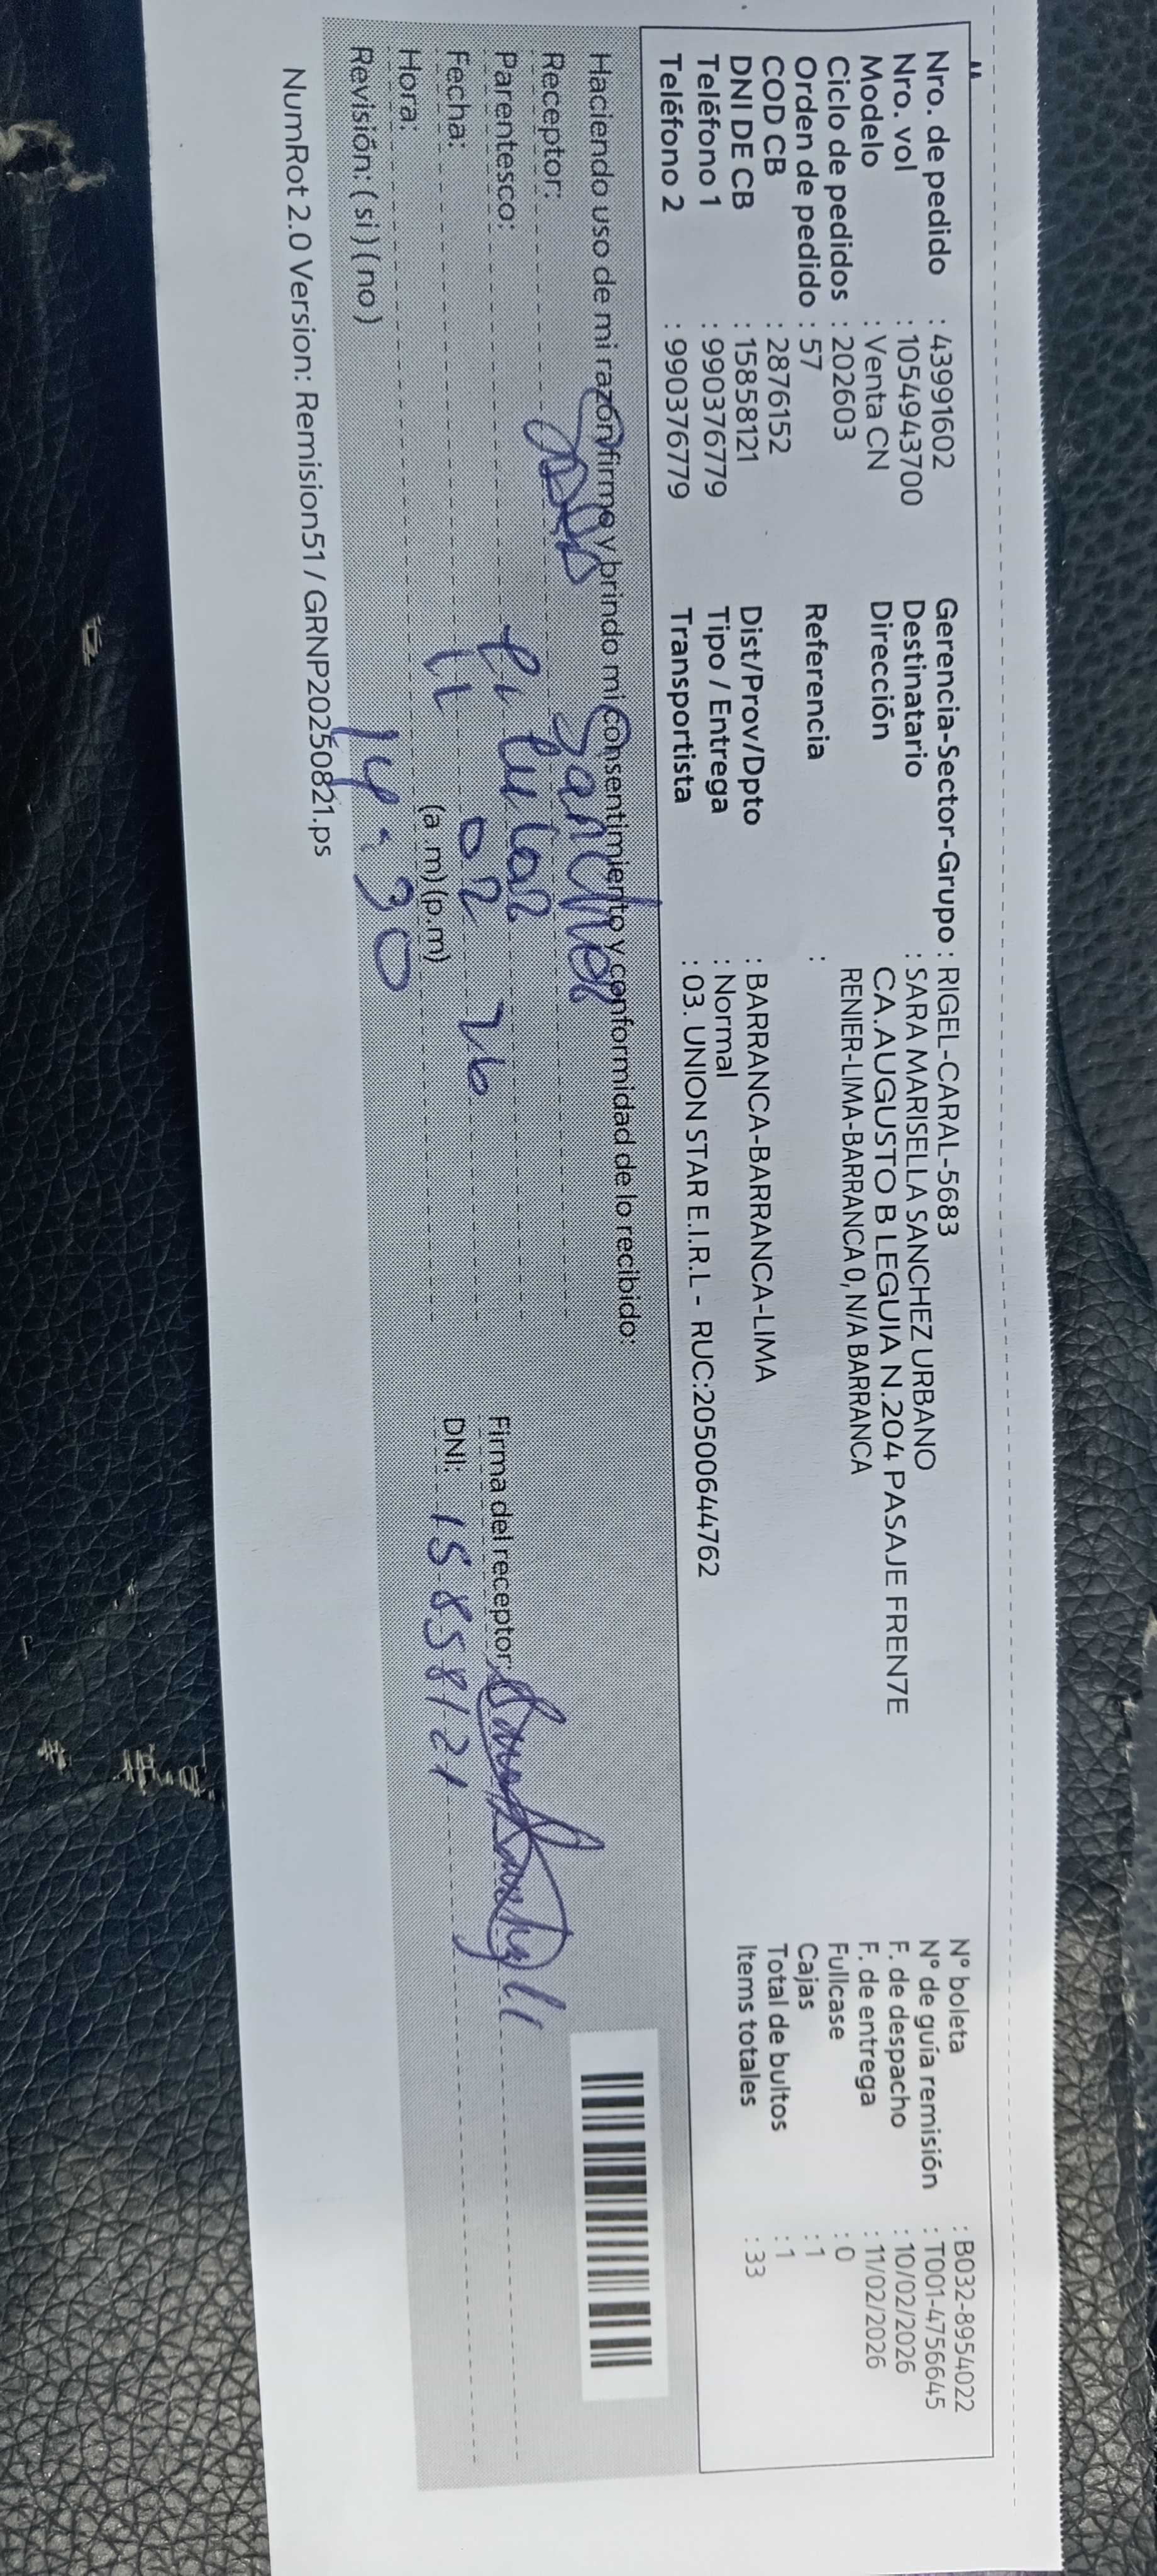 Nro. de pedido : 43991602 Gerencia-Sector-Grupo : RIGEL-CARAL-5683 N° boleta : B032-8954022
Nro. vol : 1054943700 Destinatario : SARA MARISELLA SANCHEZ URBANO N° de guía remisión : T001-4756645
Modelo : Venta CN Dirección CA.AUGUSTO B LEGUIA N.204 PASAJE FREN7E F. de despacho : 10/02/2026
Ciclo de pedidos : 202603 RENIER-LIMA-BARRANCA 0, N/A BARRANCA F. de entrega : 11/02/2026
Orden de pedido : 57 Referencia : Fullcase : 0
COD CB : 2876152 Cajas : 1
DNI DE CB : 15858121 Dist/Prov/Dpto : BARRANCA-BARRANCA-LIMA Total de bultos : 1
Teléfono 1 : 990376779 Tipo / Entrega : Normal Items totales : 33
Teléfono 2 : 990376779 Transportista : 03. UNION STAR E.I.R.L - RUC:20500644762
Haciendo uso de mi razón firmo y brindo mi consentimiento y conformidad de lo recibido:
Receptor: Sanchez
Parentesco: titular Firma del receptor:
Fecha: 11 02 26 DNI: 15858121
Hora: 14:30 (a. m) (p.m)
Revisión: ( si ) ( no )
NumRot 2.0 Version: Remision51 / GRNP20250821.ps